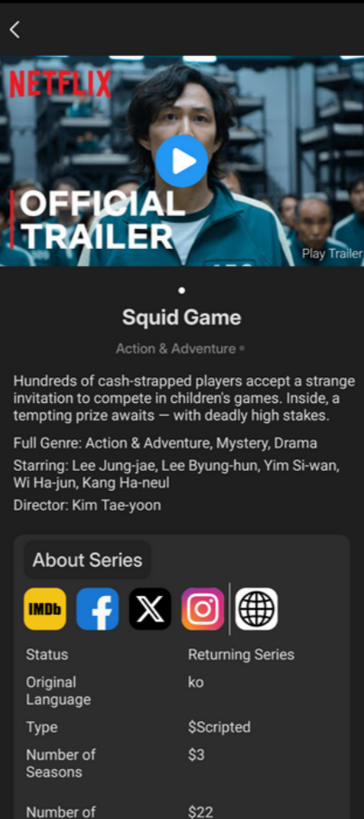 NETFLIX
OFFICIAL
TRAILER
Play Trailer
Squid Game
Action & Adventure
Hundreds of cash-strapped players accept a strange
invitation to compete in children's games. Inside, a
tempting prize awaits — with deadly high stakes.
Full Genre: Action & Adventure, Mystery, Drama
Starring: Lee Jung-jae, Lee Byung-hun, Yim Si-wan,
Wi Ha-jun, Kang Ha-neul
Director: Kim Tae-yoon
About Series
IMDb
Status Returning Series
Original ko
Language
Type $Scripted
Number of $3
Seasons
Number of $22